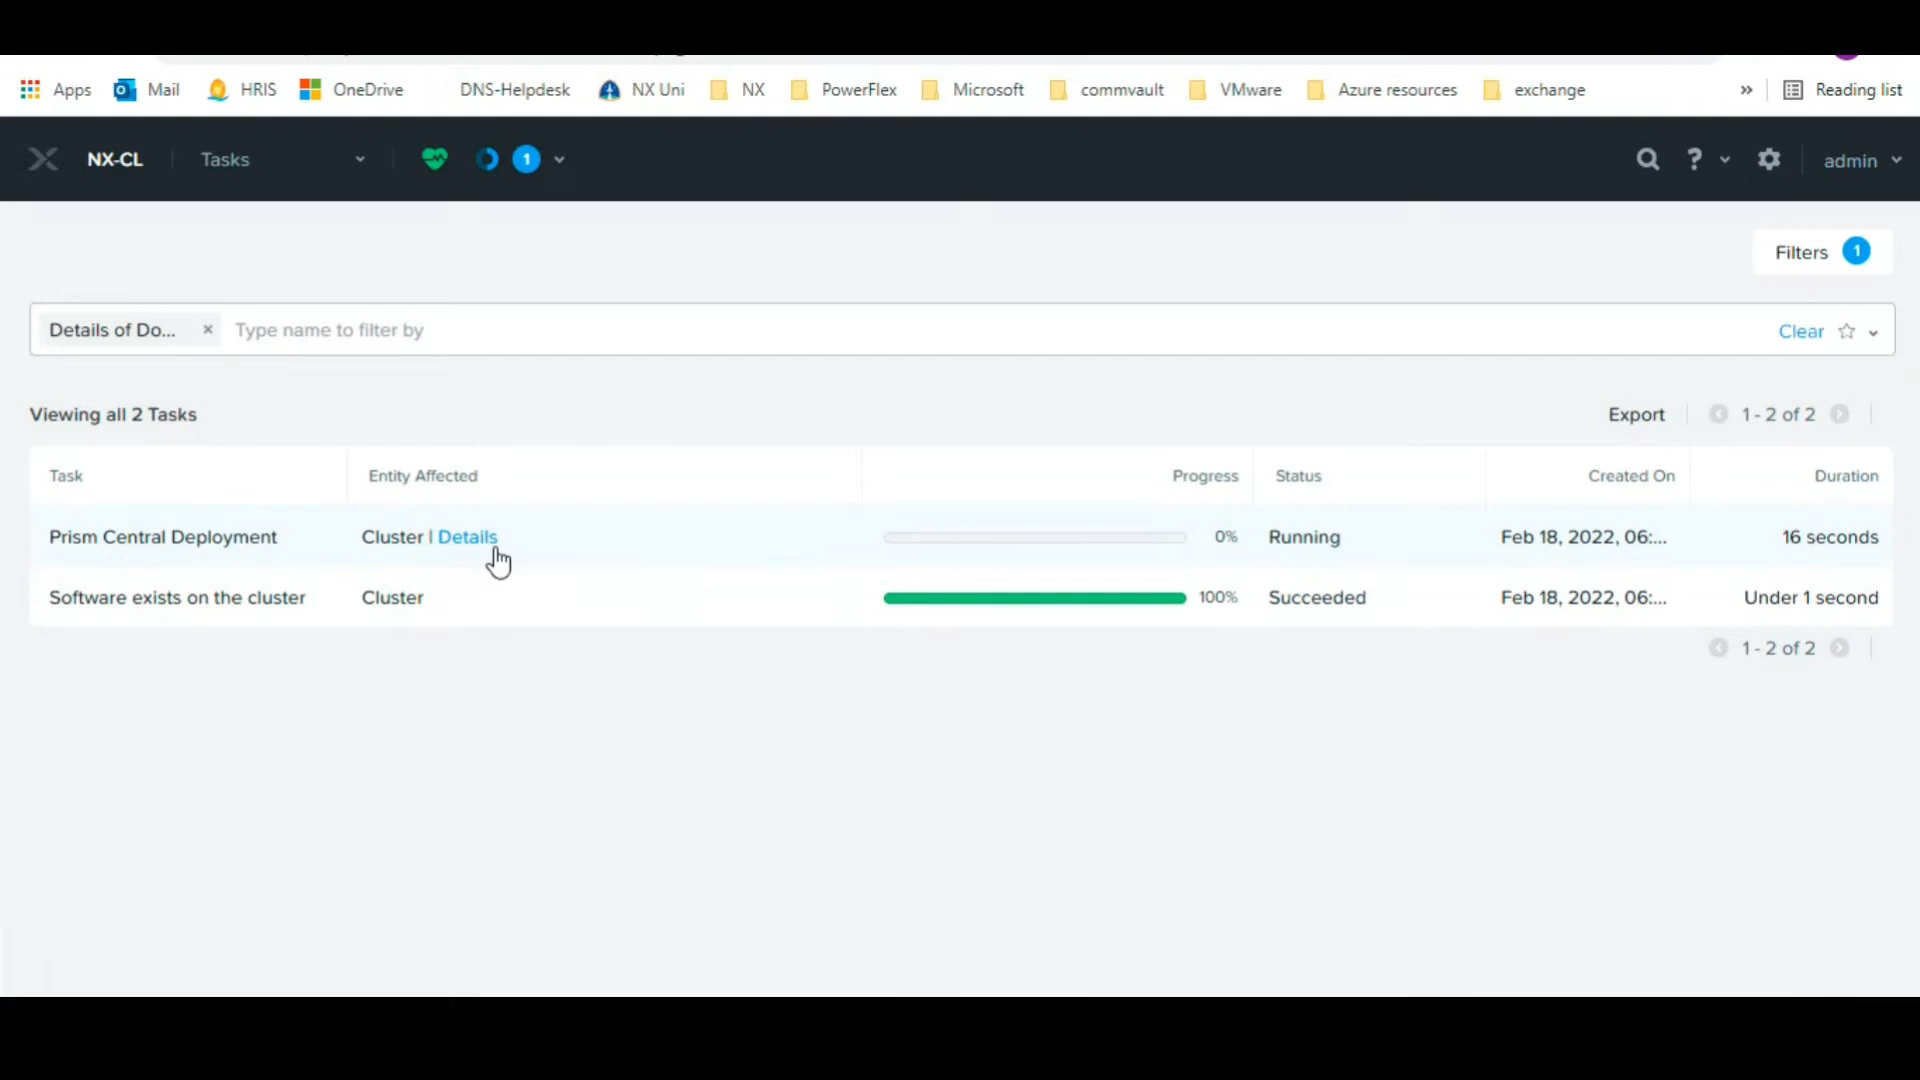 Apps Mail HRIS OneDrive DNS-Helpdesk NX Uni NX PowerFlex Microsoft commvault VMware Azure resources exchange » Reading list
NX-CL Tasks 1 ? admin
Filters 1
Details of Do... × Type name to filter by Clear
Viewing all 2 Tasks Export 1 - 2 of 2
Task Entity Affected Progress Status Created On Duration
Prism Central Deployment Cluster | Details 0% Running Feb 18, 2022, 06:... 16 seconds
Software exists on the cluster Cluster 100% Succeeded Feb 18, 2022, 06:... Under 1 second
1 - 2 of 2